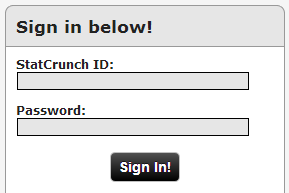 Sign in below!
StatCrunch ID:
Password:
Sign In!